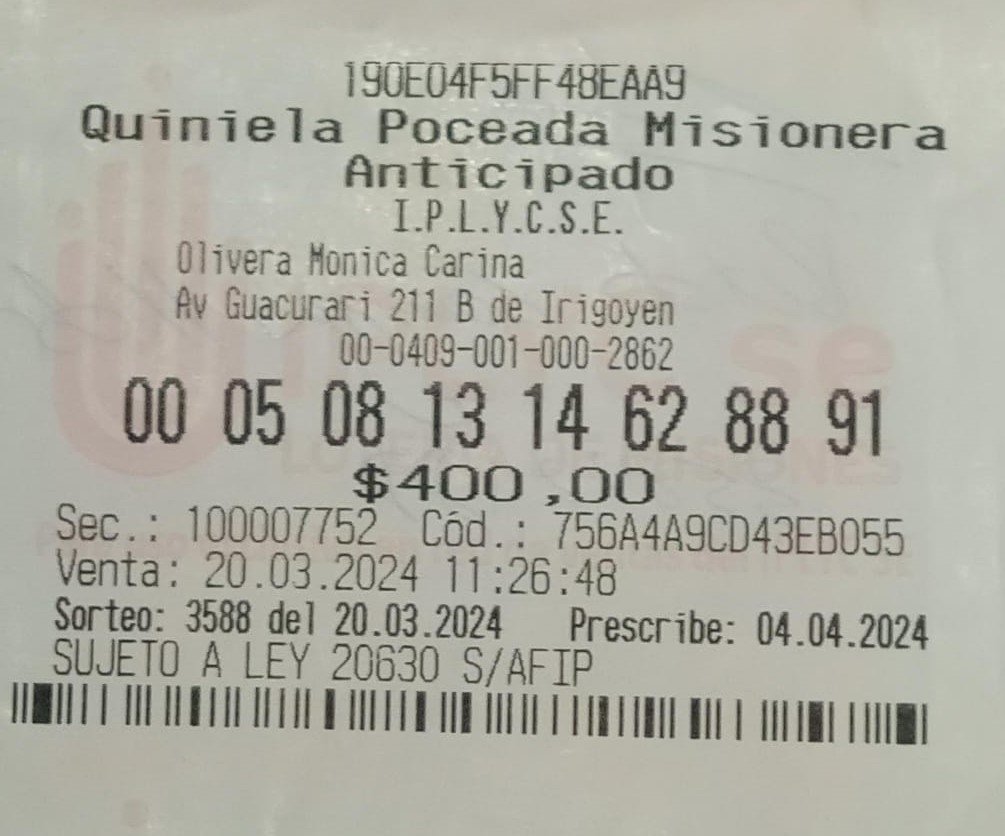 190E04F5FF48EAA9
Quiniela Poceada Misionera
Anticipado
I.P.L.Y.C.S.E.
Olivera Monica Carina
Av Guacurari 211 B de Irigoyen
00-0409-001-000-2862
00 05 08 13 14 62 88 91
$400,00
Sec.: 100007752 Cód.: 756A4A9CD43EB055
Venta: 20.03.2024 11:26:48
Sorteo: 3588 del 20.03.2024 Prescribe: 04.04.2024
SUJETO A LEY 20630 S/AFIP